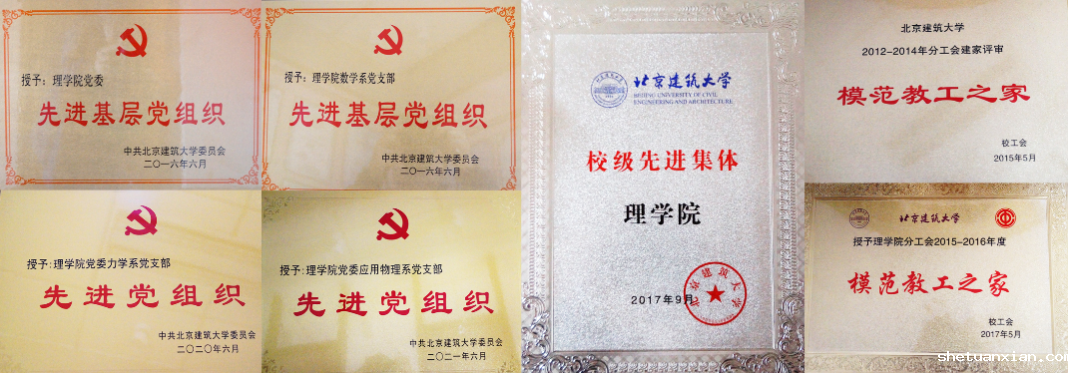 授予：理学院党委
先进基层党组织
中共北京建筑大学委员会
二〇一六年六月
授予：理学院数学系党支部
先进基层党组织
中共北京建筑大学委员会
二〇一六年六月
授予:理学院党委力学系党支部
先进党组织
中共北京建筑大学委员会
二〇二〇年六月
授予:理学院党委应用物理系党支部
先进党组织
中共北京建筑大学委员会
二〇二一年六月
北京建筑大学
BEIJING UNIVERSITY OF CIVIL
ENGINEERING AND ARCHITECTURE
校级先进集体
理学院
2017年9月
北京建筑大学
北京建筑大学
2012-2014年分工会建家评审
模范教工之家
校工会
2015年5月
北京建筑大学
授予理学院分工会2015-2016年度
模范教工之家
校工会
2017年5月
shetuanxian.com